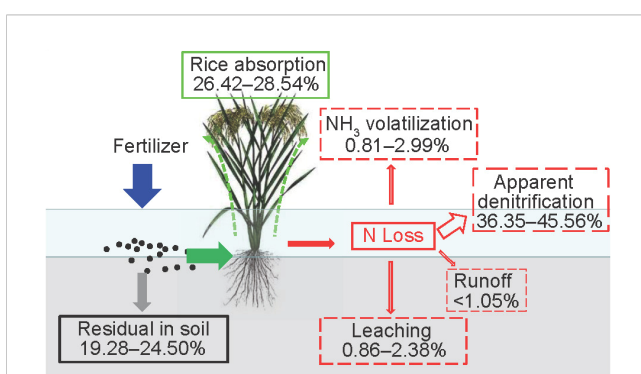 Rice absorption
26.42–28.54%
Fertilizer
NH₃ volatilization
0.81–2.99%
Apparent
denitrification
36.35–45.56%
N Loss
Runoff
<1.05%
Residual in soil
19.28–24.50%
Leaching
0.86–2.38%